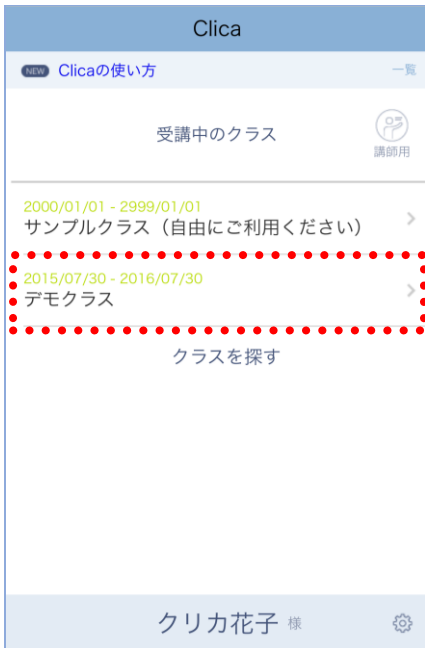 Clica
NEW Clicaの使い方 一覧
受講中のクラス
講師用
2000/01/01 - 2999/01/01
サンプルクラス（自由にご利用ください）
2015/07/30 - 2016/07/30
デモクラス
クラスを探す
クリカ花子 様